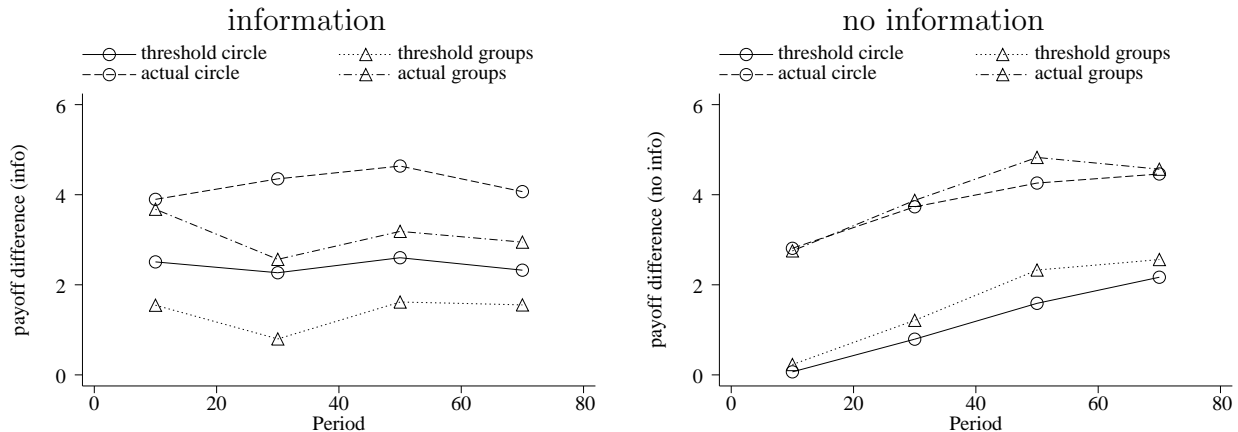 information
threshold circle
threshold groups
actual circle
actual groups
6
4
2
0
payoff difference (info)
0 20 40 60 80
Period
no information
threshold circle
threshold groups
actual circle
actual groups
6
4
2
0
payoff difference (no info)
0 20 40 60 80
Period